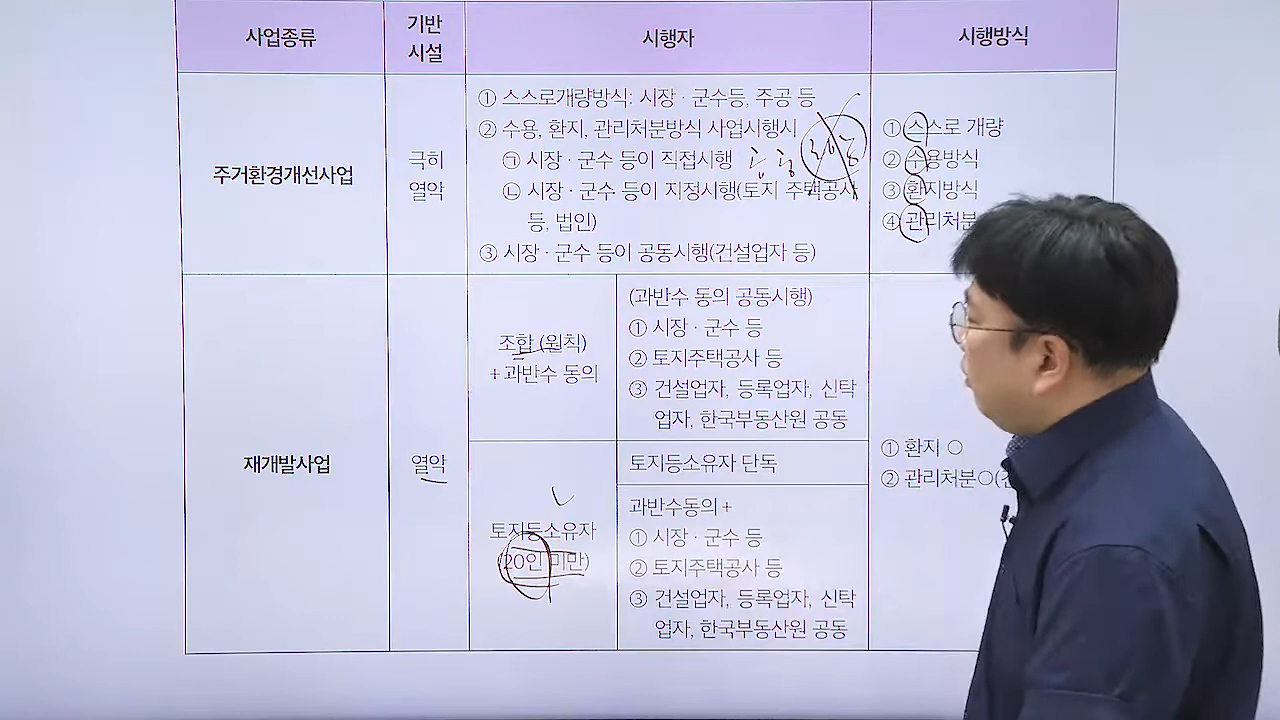 사업종류
기반
시설
시행자
시행방식
주거환경개선사업
극히
열악
① 스스로개량방식: 시장·군수등, 주공 등
② 수용, 환지, 관리처분방식 사업시행시
㉠ 시장·군수 등이 직접시행
㉡ 시장·군수 등이 지정시행(토지 주택공사
등, 법인)
③ 시장·군수 등이 공동시행(건설업자 등)
① 스스로 개량
② 수용방식
③ 환지방식
④ 관리처분
재개발사업
열악
조합 (원칙)
+과반수 동의
(과반수 동의 공동시행)
① 시장·군수 등
② 토지주택공사 등
③ 건설업자, 등록업자, 신탁
업자, 한국부동산원 공동
토지등소유자
(20인 미만)
토지등소유자 단독
과반수동의 +
① 시장·군수 등
② 토지주택공사 등
③ 건설업자, 등록업자, 신탁
업자, 한국부동산원 공동
① 환지 ○
② 관리처분○